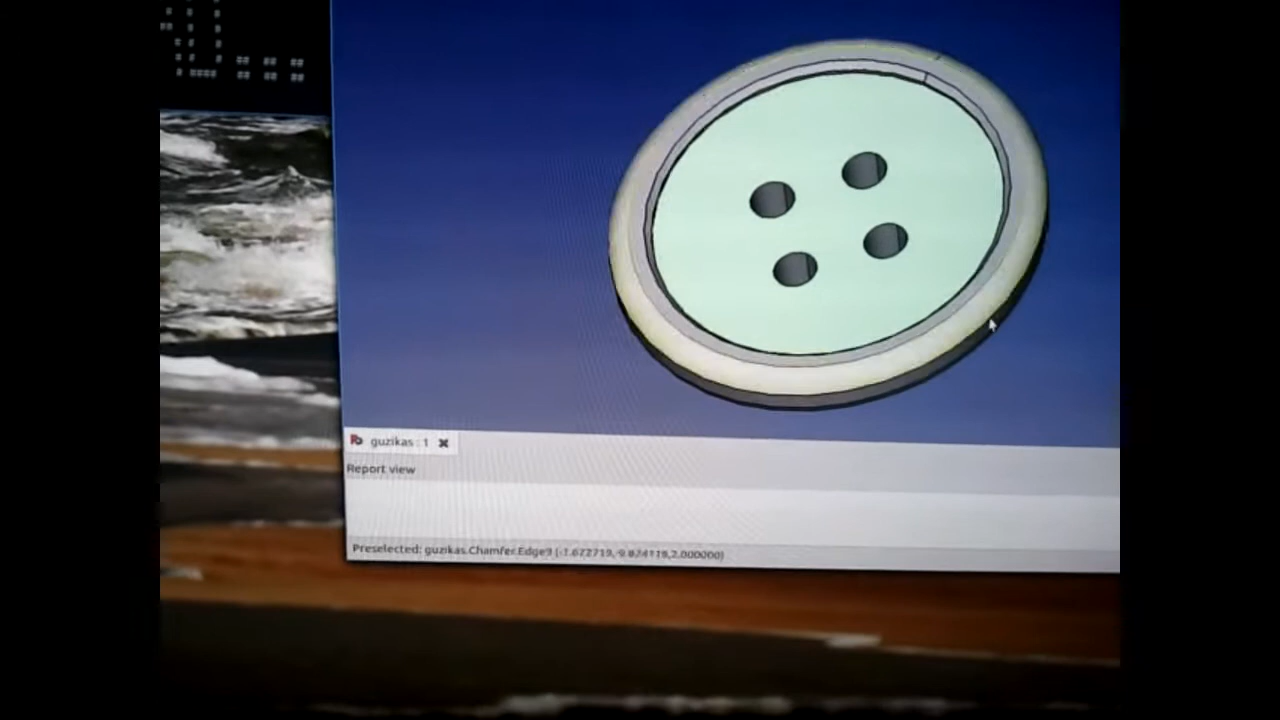 guzikas : 1
Report view
Preselected: guzikas.Chamfer.Edge9 (-1.672719,-9.874119,2.000000)